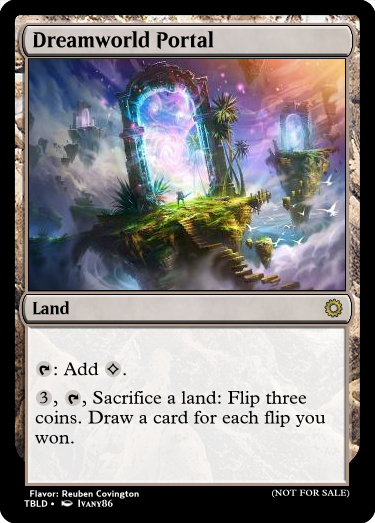 Dreamworld Portal
Land
: Add .
3, , Sacrifice a land: Flip three
coins. Draw a card for each flip you
won.
Flavor: Reuben Covington
(NOT FOR SALE)
TBLD • Ivany86